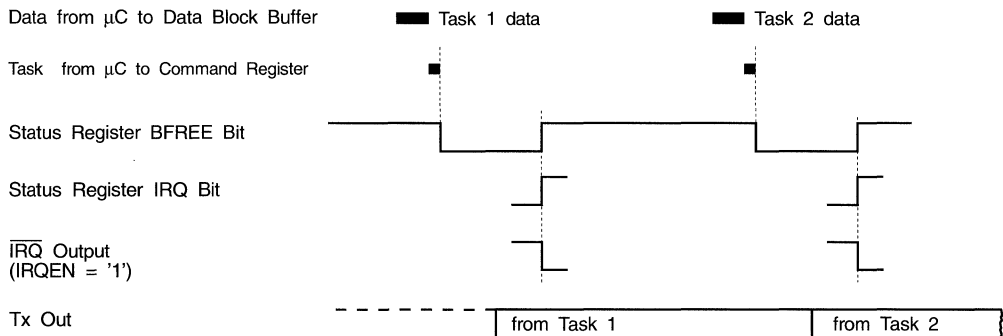 Data from μC to Data Block Buffer
Task 1 data
Task 2 data
Task from μC to Command Register
Status Register BFREE Bit
Status Register IRQ Bit
IRQ Output
(IRQEN = '1')
Tx Out
from Task 1
from Task 2